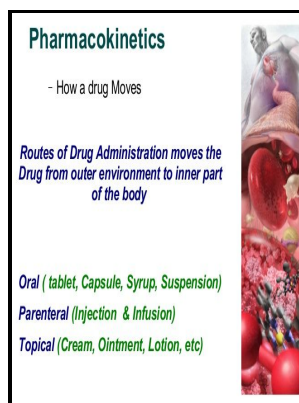 Pharmacokinetics
– How a drug Moves
Routes of Drug Administration moves the
Drug from outer environment to inner part
of the body
Oral ( tablet, Capsule, Syrup, Suspension)
Parenteral (Injection & Infusion)
Topical (Cream, Ointment, Lotion, etc)